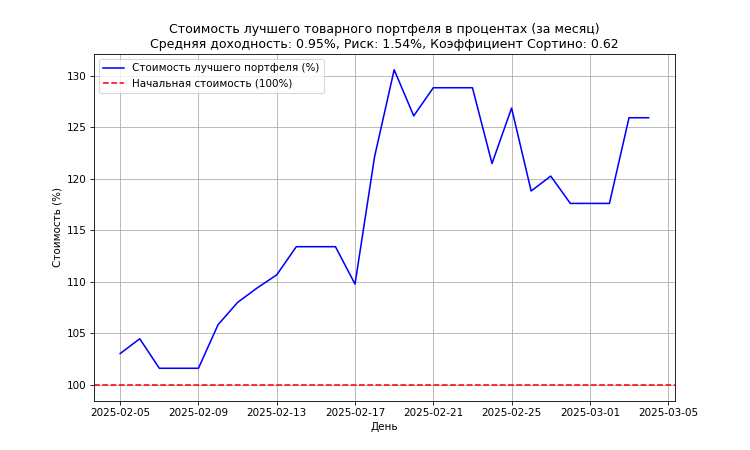 Стоимость лучшего товарного портфеля в процентах (за месяц)
Средняя доходность: 0.95%, Риск: 1.54%, Коэффициент Сортино: 0.62
Стоимость лучшего портфеля (%)
Начальная стоимость (100%)
Стоимость (%)
130
125
120
115
110
105
100
2025-02-05
2025-02-09
2025-02-13
2025-02-17
2025-02-21
2025-02-25
2025-03-01
2025-03-05
День